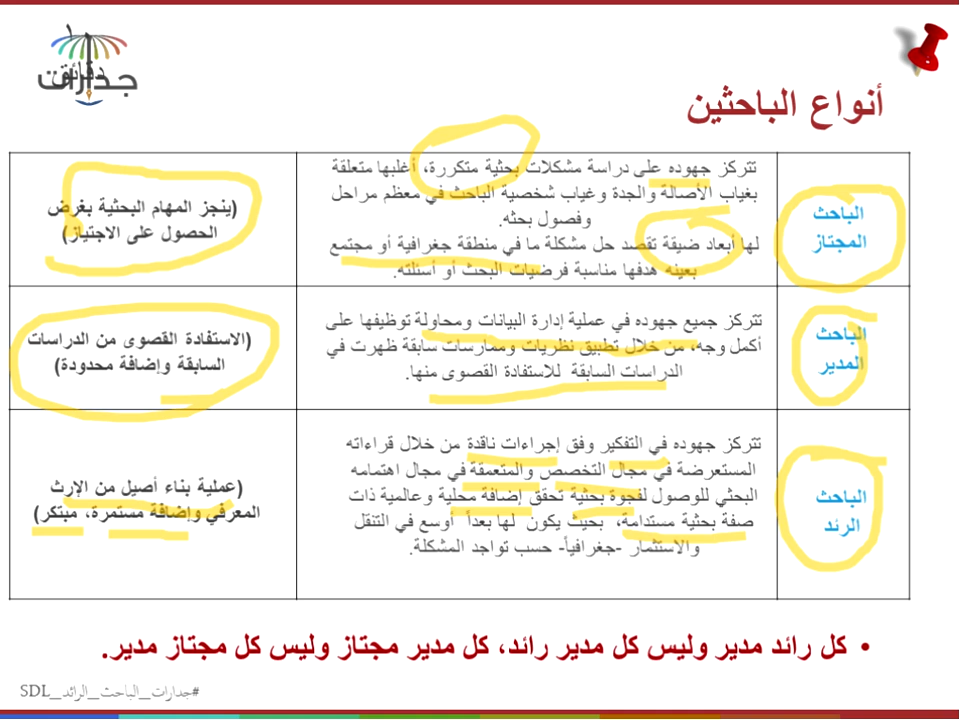 جدارات
أنواع الباحثين
الباحث
المجتاز
تتركز جهوده على دراسة مشكلات بحثية متكررة، أغلبها متعلقة
بغياب الأصالة والجدة وغياب شخصية الباحث في معظم مراحل
وفصول بحثه.
لها أبعاد ضيقة تقصد حل مشكلة ما في منطقة جغرافية أو مجتمع
بعينه هدفها مناسبة فرضيات البحث أو أسئلته.
(ينجز المهام البحثية بغرض
الحصول على الاجتياز)
الباحث
المدير
تتركز جميع جهوده في عملية إدارة البيانات ومحاولة توظيفها على
أكمل وجه، من خلال تطبيق نظريات وممارسات سابقة ظهرت في
الدراسات السابقة للاستفادة القصوى منها.
(الاستفادة القصوى من الدراسات
السابقة وإضافة محدودة)
الباحث
الرائد
تتركز جهوده في التفكير وفق إجراءات ناقدة من خلال قراءاته
المستعرضة في مجال التخصص والمتعمقة في مجال اهتمامه
البحثي للوصول لفجوة بحثية تحقق إضافة محلية وعالمية ذات
صفة بحثية مستدامة، بحيث يكون لها بعداً أوسع في التنقل
والاستثمار -جغرافياً- حسب تواجد المشكلة.
(عملية بناء أصيل من الإرث
المعرفي وإضافة مستمرة، مبتكر)
• كل رائد مدير وليس كل مدير رائد، كل مدير مجتاز وليس كل مجتاز مدير.
#جدارات_الباحث_الرائد_SDL